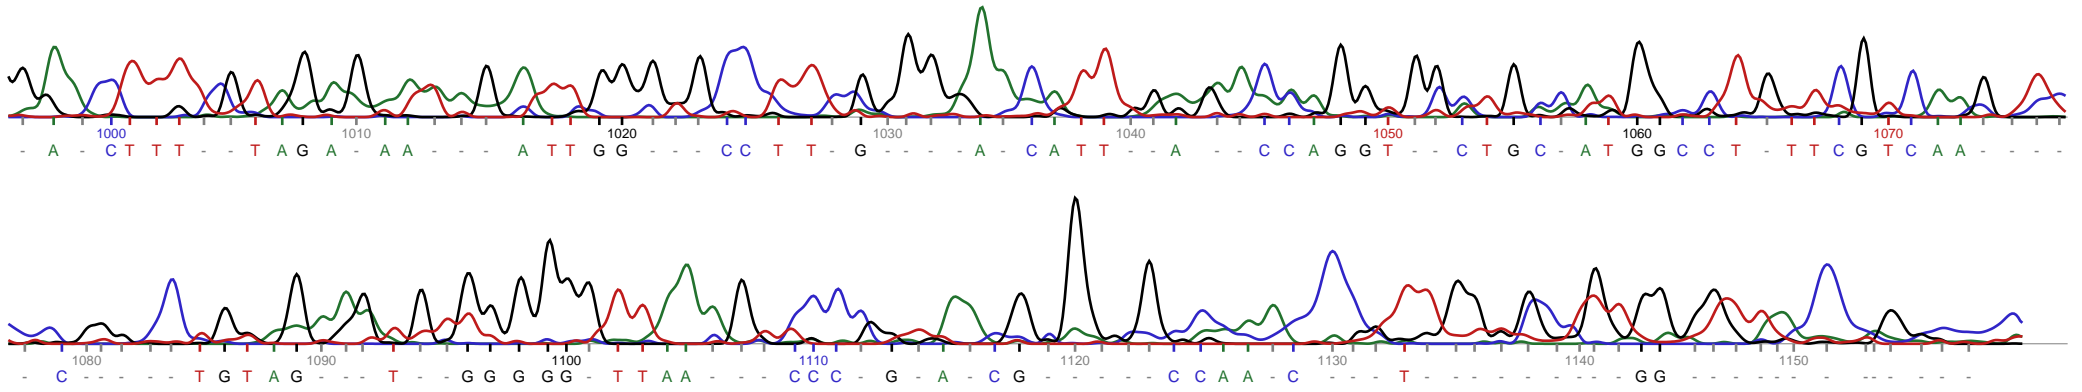 1000 1010 1020 1030 1040 1050 1060 1070
- A - C T T T - - T A G A - A A - - - A T T G G - - - C C T T - G - - - - A - C A T T - - A - - C C A G G T - - C T G C - A T G G C C T - T T C G T C A A - - - -
1080 1090 1100 1110 1120 1130 1140 1150
- C - - - - - T G T A G - - - T - - G G G G G - T T A A - - - C C C - G - A - C G - - - - - C C A A - C - - - T - - - - - - - - - G G - - - - - - - - - - - - -